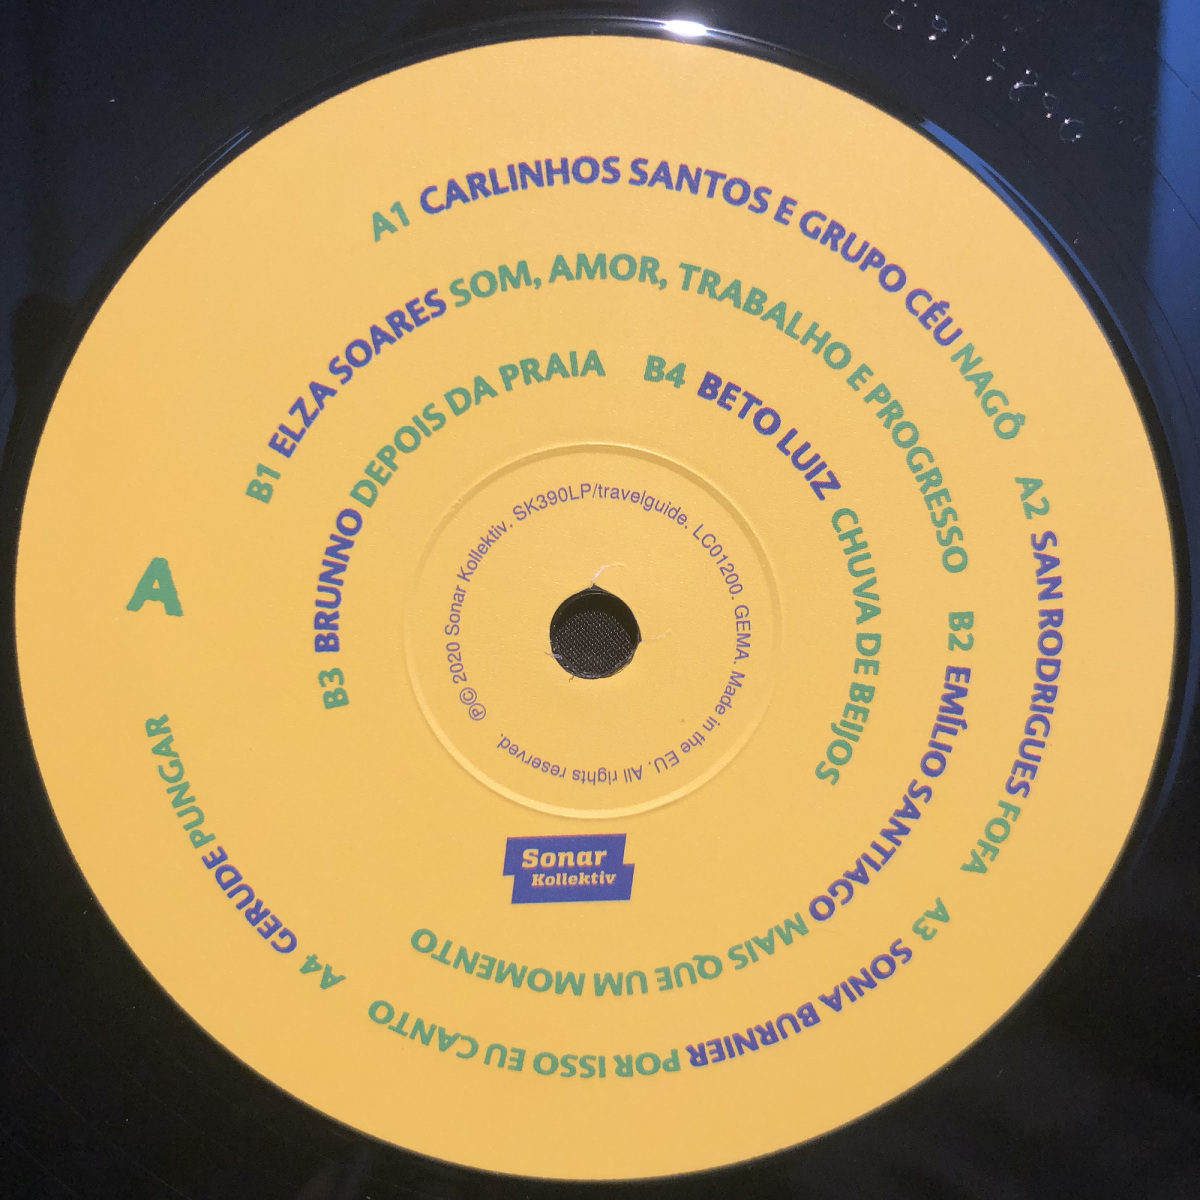 A1 CARLINHOS SANTOS E GRUPO CÉU NAGÔ A2 SAN RODRIGUES FOFA A3 SONIA BURNIER POR ISSO EU CANTO A4 GERUDE PUNGAR
B1 ELZA SOARES SOM, AMOR, TRABALHO E PROGRESSO B2 EMÍLIO SANTIAGO MAIS QUE UM MOMENTO
B3 BRUNNO DEPOIS DA PRAIA B4 BETO LUIZ CHUVA DE BEIJOS
A
℗© 2020 Sonar Kollektiv. SK390LP/travelguide. LC01200. GEMA. Made in the EU. All rights reserved.
Sonar
Kollektiv